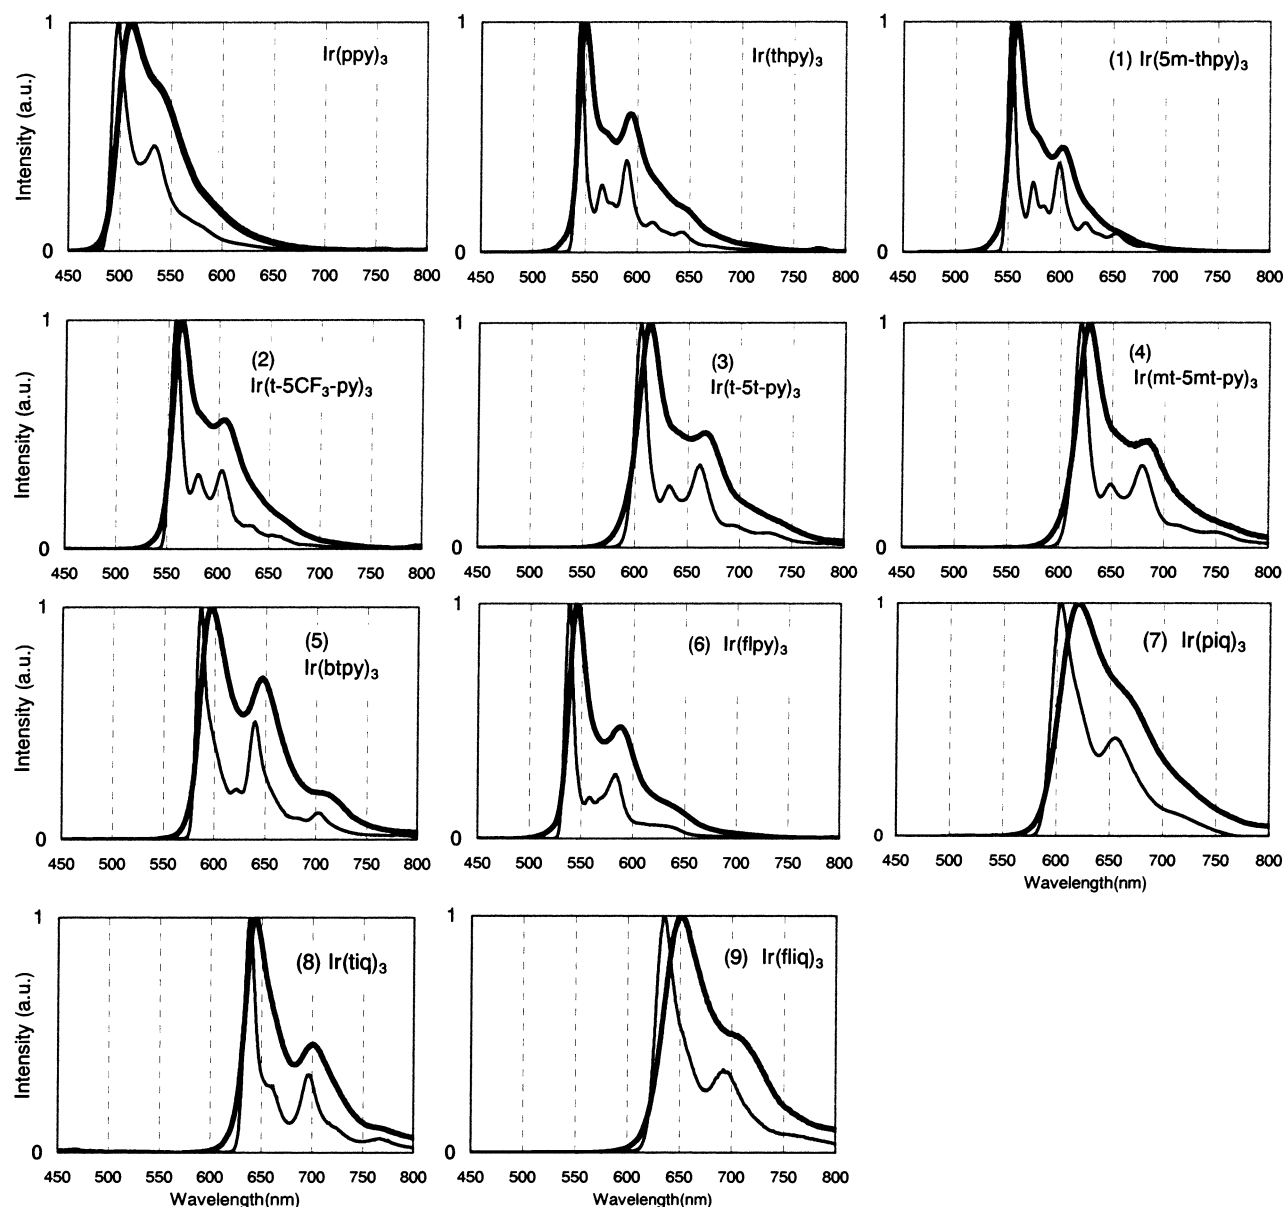 1
Ir(ppy)3
Intensity (a.u.)
0
450 500 550 600 650 700 750 800
1
Ir(thpy)3
0
450 500 550 600 650 700 750 800
1
(1) Ir(5m-thpy)3
0
450 500 550 600 650 700 750 800
1
(2)
Ir(t-5CF3-py)3
Intensity (a.u.)
0
450 500 550 600 650 700 750 800
1
(3)
Ir(t-5t-py)3
0
450 500 550 600 650 700 750 800
1
(4)
Ir(mt-5mt-py)3
0
450 500 550 600 650 700 750 800
1
(5)
Ir(btpy)3
Intensity (a.u.)
0
450 500 550 600 650 700 750 800
1
(6) Ir(flpy)3
0
450 500 550 600 650 700 750 800
1
(7) Ir(piq)3
0
450 500 550 600 650 700 750 800
Wavelength(nm)
1
(8) Ir(tiq)3
Intensity (a.u.)
0
450 500 550 600 650 700 750 800
Wavelength(nm)
1
(9) Ir(fliq)3
0
450 500 550 600 650 700 750 800
Wavelength(nm)